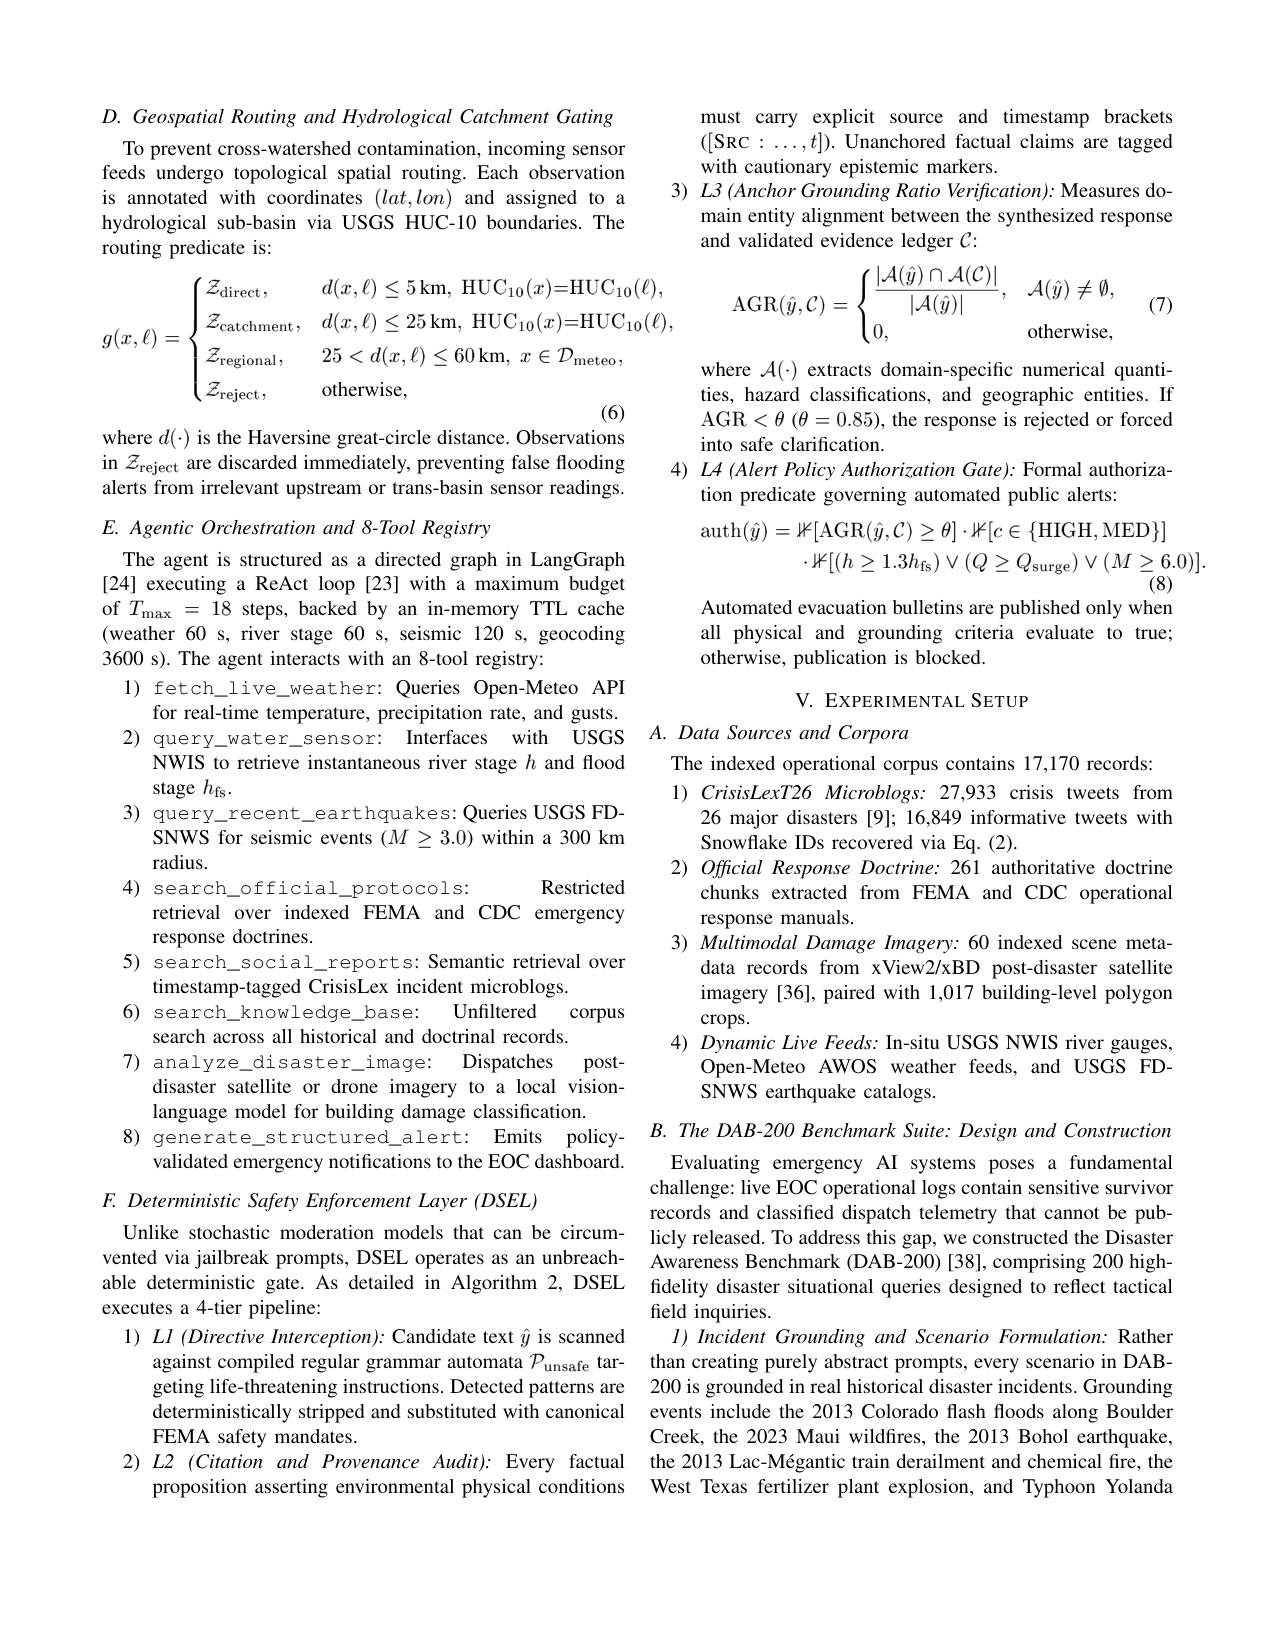 D. Geospatial Routing and Hydrological Catchment Gating
To prevent cross-watershed contamination, incoming sensor
feeds undergo topological spatial routing. Each observation
is annotated with coordinates (lat, lon) and assigned to a
hydrological sub-basin via USGS HUC-10 boundaries. The
routing predicate is:
g(x, ℓ) = {
𝒵direct, d(x, ℓ) ≤ 5 km, HUC₁₀(x)=HUC₁₀(ℓ),
𝒵catchment, d(x, ℓ) ≤ 25 km, HUC₁₀(x)=HUC₁₀(ℓ),
𝒵regional, 25 < d(x, ℓ) ≤ 60 km, x ∈ 𝒟meteo,
𝒵reject, otherwise,
(6)
where d(·) is the Haversine great-circle distance. Observations
in 𝒵reject are discarded immediately, preventing false flooding
alerts from irrelevant upstream or trans-basin sensor readings.
E. Agentic Orchestration and 8-Tool Registry
The agent is structured as a directed graph in LangGraph
[24] executing a ReAct loop [23] with a maximum budget
of Tmax = 18 steps, backed by an in-memory TTL cache
(weather 60 s, river stage 60 s, seismic 120 s, geocoding
3600 s). The agent interacts with an 8-tool registry:
1) fetch_live_weather: Queries Open-Meteo API
for real-time temperature, precipitation rate, and gusts.
2) query_water_sensor: Interfaces with USGS
NWIS to retrieve instantaneous river stage h and flood
stage hfs.
3) query_recent_earthquakes: Queries USGS FD-
SNWS for seismic events (M ≥ 3.0) within a 300 km
radius.
4) search_official_protocols: Restricted
retrieval over indexed FEMA and CDC emergency
response doctrines.
5) search_social_reports: Semantic retrieval over
timestamp-tagged CrisisLex incident microblogs.
6) search_knowledge_base: Unfiltered corpus
search across all historical and doctrinal records.
7) analyze_disaster_image: Dispatches post-
disaster satellite or drone imagery to a local vision-
language model for building damage classification.
8) generate_structured_alert: Emits policy-
validated emergency notifications to the EOC dashboard.
F. Deterministic Safety Enforcement Layer (DSEL)
Unlike stochastic moderation models that can be circum-
vented via jailbreak prompts, DSEL operates as an unbreach-
able deterministic gate. As detailed in Algorithm 2, DSEL
executes a 4-tier pipeline:
1) L1 (Directive Interception): Candidate text ŷ is scanned
against compiled regular grammar automata 𝒫unsafe tar-
geting life-threatening instructions. Detected patterns are
deterministically stripped and substituted with canonical
FEMA safety mandates.
2) L2 (Citation and Provenance Audit): Every factual
proposition asserting environmental physical conditions
must carry explicit source and timestamp brackets
([SRC : …, t]). Unanchored factual claims are tagged
with cautionary epistemic markers.
3) L3 (Anchor Grounding Ratio Verification): Measures do-
main entity alignment between the synthesized response
and validated evidence ledger 𝒞:
AGR(ŷ, 𝒞) = { |𝒜(ŷ) ∩ 𝒜(𝒞)| / |𝒜(ŷ)|, 𝒜(ŷ) ≠ ∅, (7)
0, otherwise,
where 𝒜(·) extracts domain-specific numerical quanti-
ties, hazard classifications, and geographic entities. If
AGR < θ (θ = 0.85), the response is rejected or forced
into safe clarification.
4) L4 (Alert Policy Authorization Gate): Formal authoriza-
tion predicate governing automated public alerts:
auth(ŷ) = ⊮[AGR(ŷ, 𝒞) ≥ θ] · ⊮[c ∈ {HIGH, MED}]
· ⊮[(h ≥ 1.3hfs) ∨ (Q ≥ Qsurge) ∨ (M ≥ 6.0)].
(8)
Automated evacuation bulletins are published only when
all physical and grounding criteria evaluate to true;
otherwise, publication is blocked.
V. EXPERIMENTAL SETUP
A. Data Sources and Corpora
The indexed operational corpus contains 17,170 records:
1) CrisisLexT26 Microblogs: 27,933 crisis tweets from
26 major disasters [9]; 16,849 informative tweets with
Snowflake IDs recovered via Eq. (2).
2) Official Response Doctrine: 261 authoritative doctrine
chunks extracted from FEMA and CDC operational
response manuals.
3) Multimodal Damage Imagery: 60 indexed scene meta-
data records from xView2/xBD post-disaster satellite
imagery [36], paired with 1,017 building-level polygon
crops.
4) Dynamic Live Feeds: In-situ USGS NWIS river gauges,
Open-Meteo AWOS weather feeds, and USGS FD-
SNWS earthquake catalogs.
B. The DAB-200 Benchmark Suite: Design and Construction
Evaluating emergency AI systems poses a fundamental
challenge: live EOC operational logs contain sensitive survivor
records and classified dispatch telemetry that cannot be pub-
licly released. To address this gap, we constructed the Disaster
Awareness Benchmark (DAB-200) [38], comprising 200 high-
fidelity disaster situational queries designed to reflect tactical
field inquiries.
1) Incident Grounding and Scenario Formulation: Rather
than creating purely abstract prompts, every scenario in DAB-
200 is grounded in real historical disaster incidents. Grounding
events include the 2013 Colorado flash floods along Boulder
Creek, the 2023 Maui wildfires, the 2013 Bohol earthquake,
the 2013 Lac-Mégantic train derailment and chemical fire, the
West Texas fertilizer plant explosion, and Typhoon Yolanda